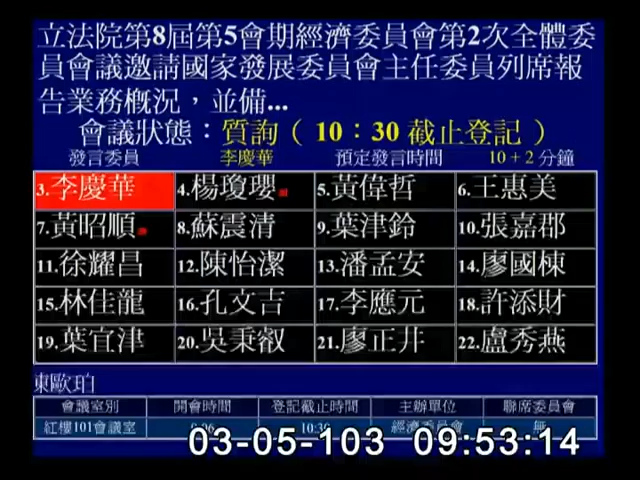 立法院第8屆第5會期經濟委員會第2次全體委
員會議邀請國家發展委員會主任委員列席報
告業務概況，並備...
會議狀態：質詢（10：30 截止登記）
發言委員 李慶華 預定發言時間 10＋2 分鐘
3.李慶華 4.楊瓊瓔 5.黃偉哲 6.王惠美
7.黃昭順 8.蘇震清 9.葉津鈴 10.張嘉郡
11.徐耀昌 12.陳怡潔 13.潘孟安 14.廖國棟
15.林佳龍 16.孔文吉 17.李應元 18.許添財
19.葉宜津 20.吳秉叡 21.廖正井 22.盧秀燕
會議室別 開會時間 登記截止時間 主辦單位 聯席委員會
紅樓101會議室 10:30 經濟委員會 無
03-05-103 09:53:14